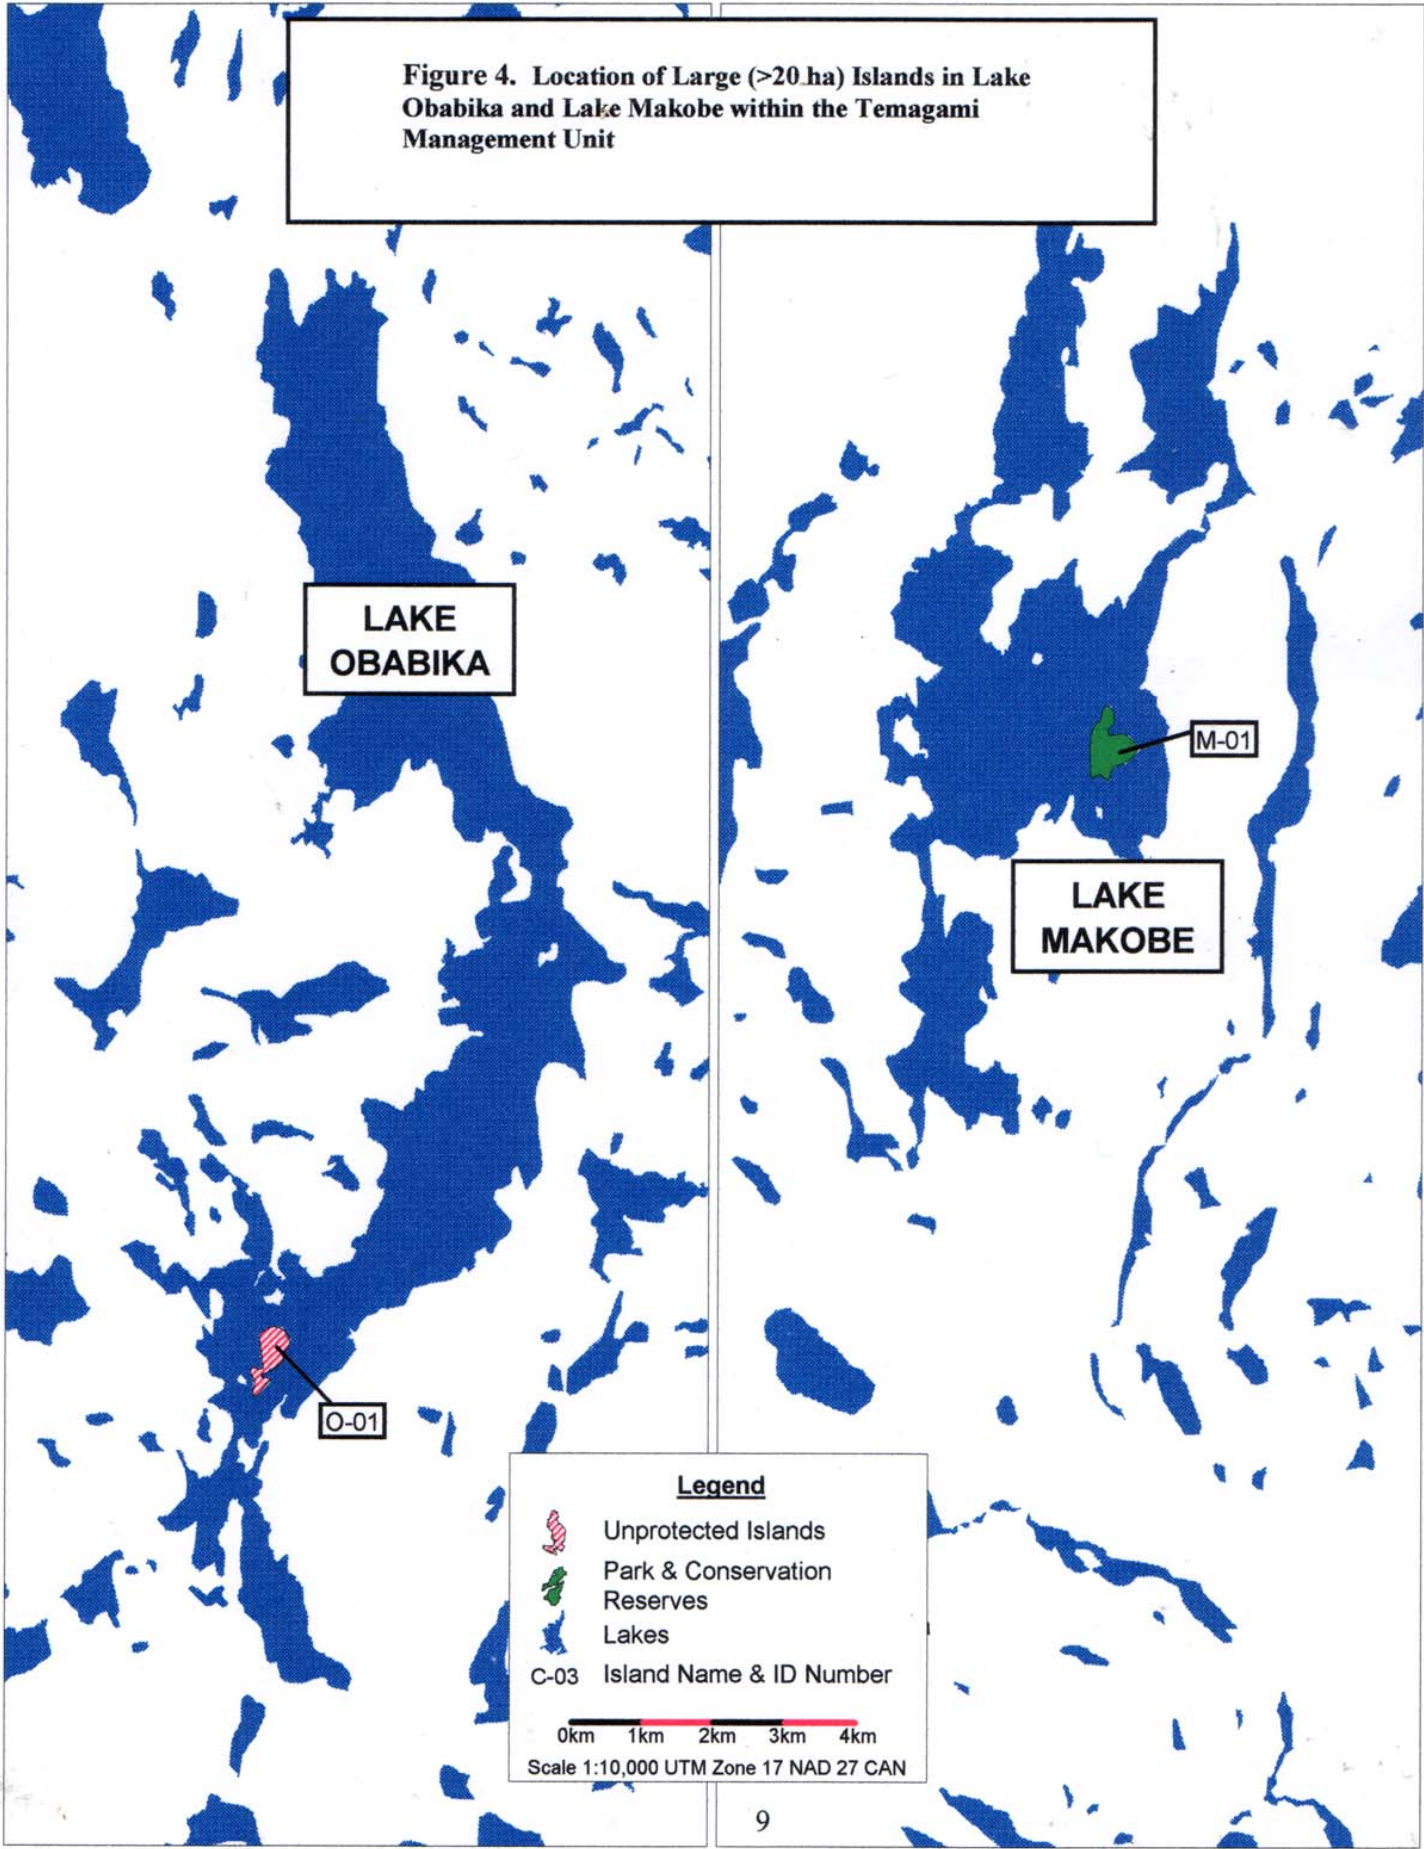 Figure 4. Location of Large (>20 ha) Islands in Lake
Obabika and Lake Makobe within the Temagami
Management Unit
LAKE
OBABIKA
M-01
LAKE
MAKOBE
O-01
Legend
Unprotected Islands
Park & Conservation
Reserves
Lakes
C-03 Island Name & ID Number
0km 1km 2km 3km 4km
Scale 1:10,000 UTM Zone 17 NAD 27 CAN
9